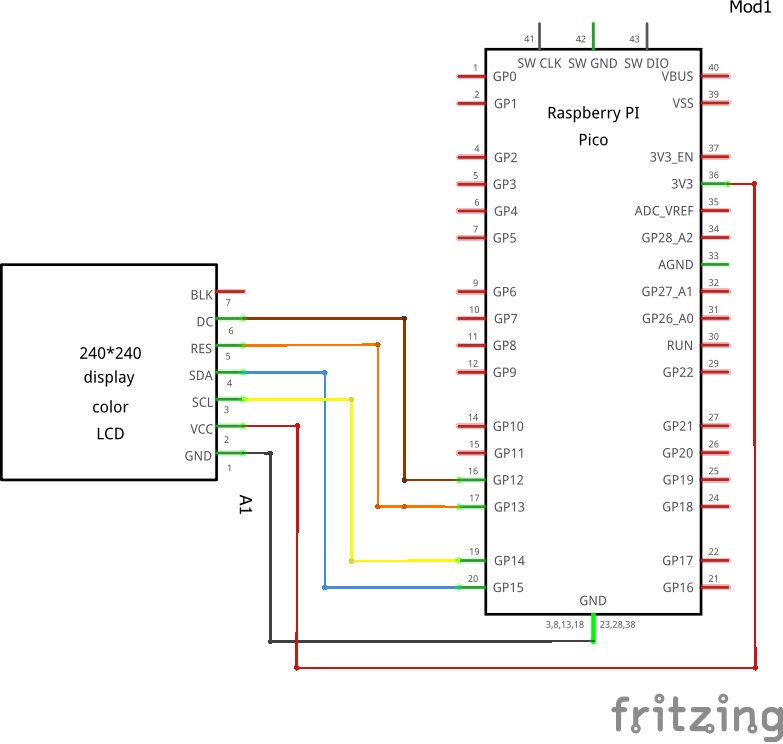 Mod1
41 42 43
SW CLK SW GND SW DIO
1 GP0 VBUS 40
2 GP1 VSS 39
Raspberry PI
Pico
4 GP2 3V3_EN 37
5 GP3 3V3 36
6 GP4 ADC_VREF 35
7 GP5 GP28_A2 34
AGND 33
9 GP6 GP27_A1 32
10 GP7 GP26_A0 31
11 GP8 RUN 30
12 GP9 GP22 29
14 GP10 GP21 27
15 GP11 GP20 26
16 GP12 GP19 25
17 GP13 GP18 24
19 GP14 GP17 22
20 GP15 GP16 21
GND
3,8,13,18 23,28,38
240*240
display
color
LCD
BLK 7
DC 6
RES 5
SDA 4
SCL 3
VCC 2
GND 1
A1
fritzing